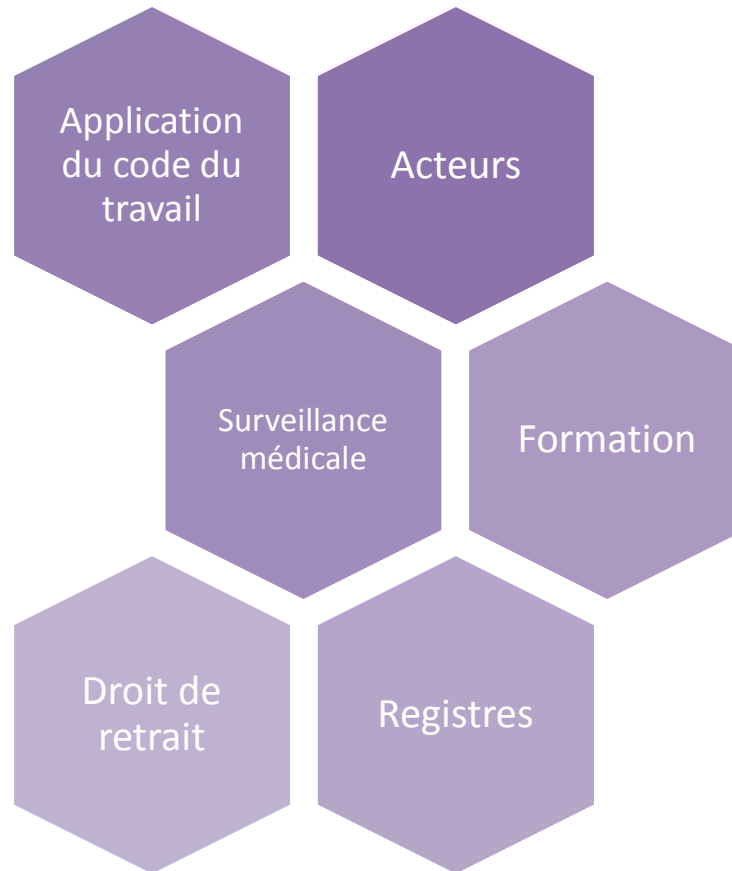 Application
du code du
travail
Acteurs
Surveillance
médicale
Formation
Droit de
retrait
Registres